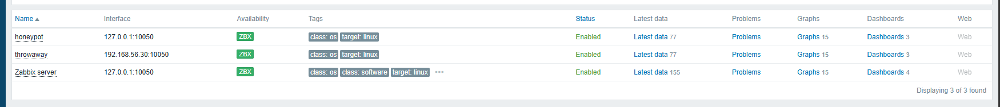 Name▲ Interface Availability Tags Status Latest data Problems Graphs Dashboards Web
honeypot 127.0.0.1:10050 ZBX class: os target: linux Enabled Latest data 77 Problems Graphs 15 Dashboards 3 Web
throwaway 192.168.56.30:10050 ZBX class: os target: linux Enabled Latest data 77 Problems Graphs 15 Dashboards 3 Web
Zabbix server 127.0.0.1:10050 ZBX class: os class: software target: linux ••• Enabled Latest data 155 Problems Graphs 15 Dashboards 4 Web
Displaying 3 of 3 found